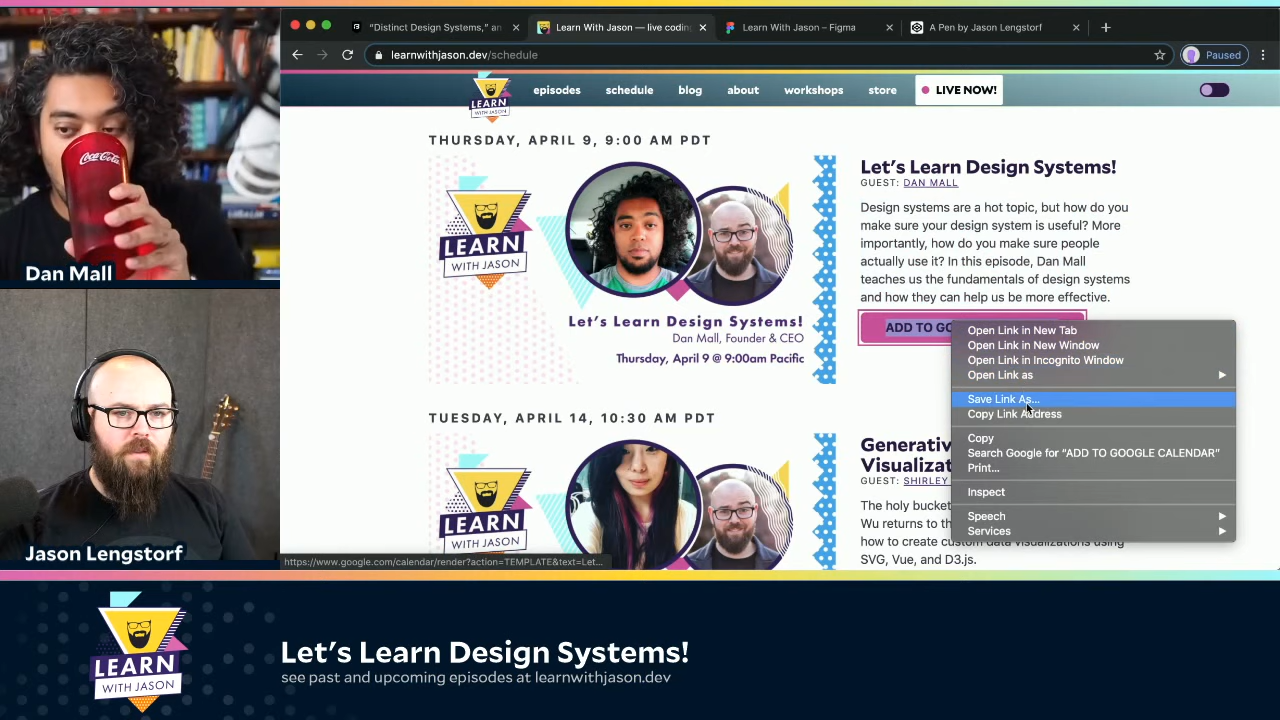 Coca-Cola
Dan Mall
Jason Lengstorf
"Distinct Design Systems," an
Learn With Jason — live codin
Learn With Jason – Figma
A Pen by Jason Lengstorf
learnwithjason.dev/schedule
Paused
LEARN
WITH JASON
episodes
schedule
blog
about
workshops
store
LIVE NOW!
THURSDAY, APRIL 9, 9:00 AM PDT
LEARN
WITH JASON
Let's Learn Design Systems!
Dan Mall, Founder & CEO
Thursday, April 9 @ 9:00am Pacific
Let's Learn Design Systems!
GUEST: DAN MALL
Design systems are a hot topic, but how do you
make sure your design system is useful? More
importantly, how do you make sure people
actually use it? In this episode, Dan Mall
teaches us the fundamentals of design systems
and how they can help us be more effective.
ADD TO GO
Open Link in New Tab
Open Link in New Window
Open Link in Incognito Window
Open Link as
Save Link As...
Copy Link Address
Copy
Search Google for "ADD TO GOOGLE CALENDAR"
Print...
Inspect
Speech
Services
TUESDAY, APRIL 14, 10:30 AM PDT
LEARN
WITH JASON
Generativ
Visualizat
GUEST: SHIRLEY
The holy bucket
Wu returns to th
how to create custom data visualizations using
SVG, Vue, and D3.js.
https://www.google.com/calendar/render?action=TEMPLATE&text=Let...
LEARN
WITH JASON
Let's Learn Design Systems!
see past and upcoming episodes at learnwithjason.dev